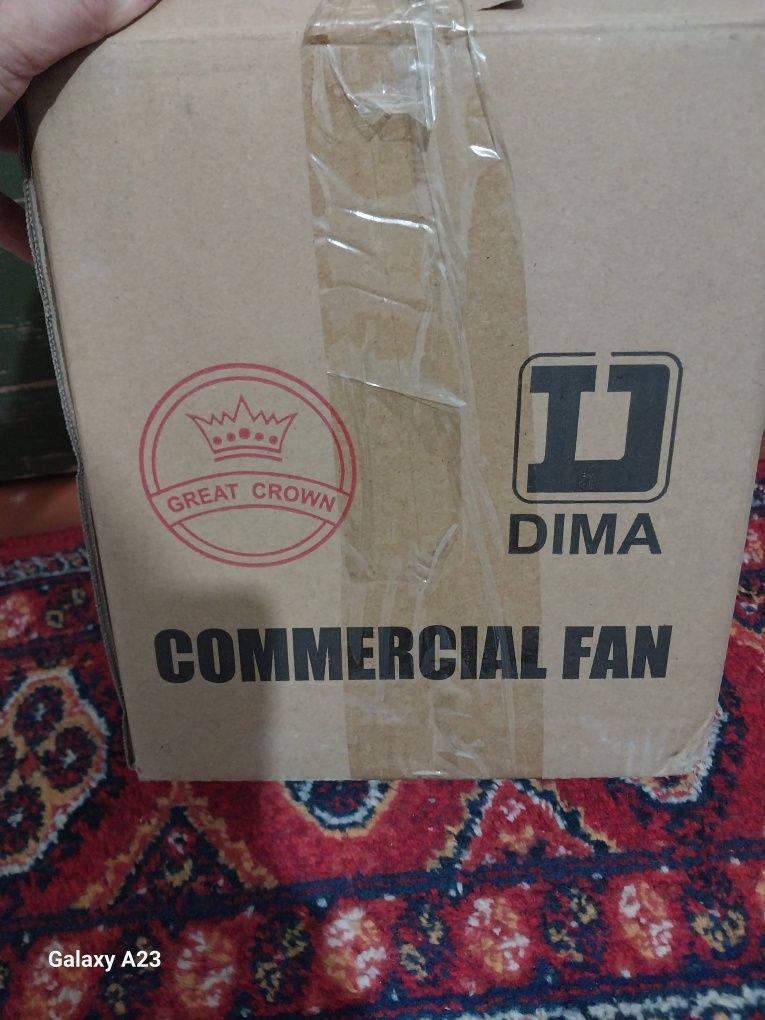 GREAT CROWN
DIMA
COMMERCIAL FAN
Galaxy A23